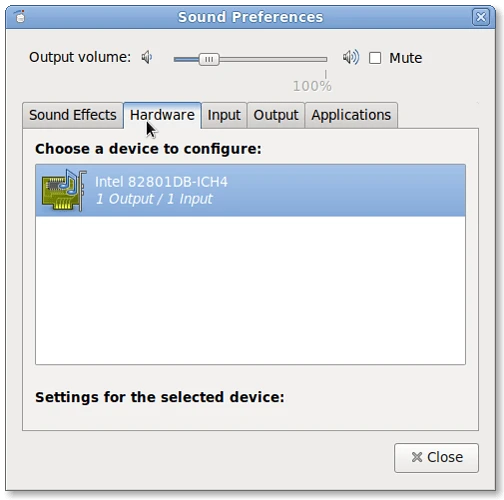 Sound Preferences
Output volume:
Mute
100%
Sound Effects
Hardware
Input
Output
Applications
Choose a device to configure:
Intel 82801DB-ICH4
1 Output / 1 Input
Settings for the selected device:
Close